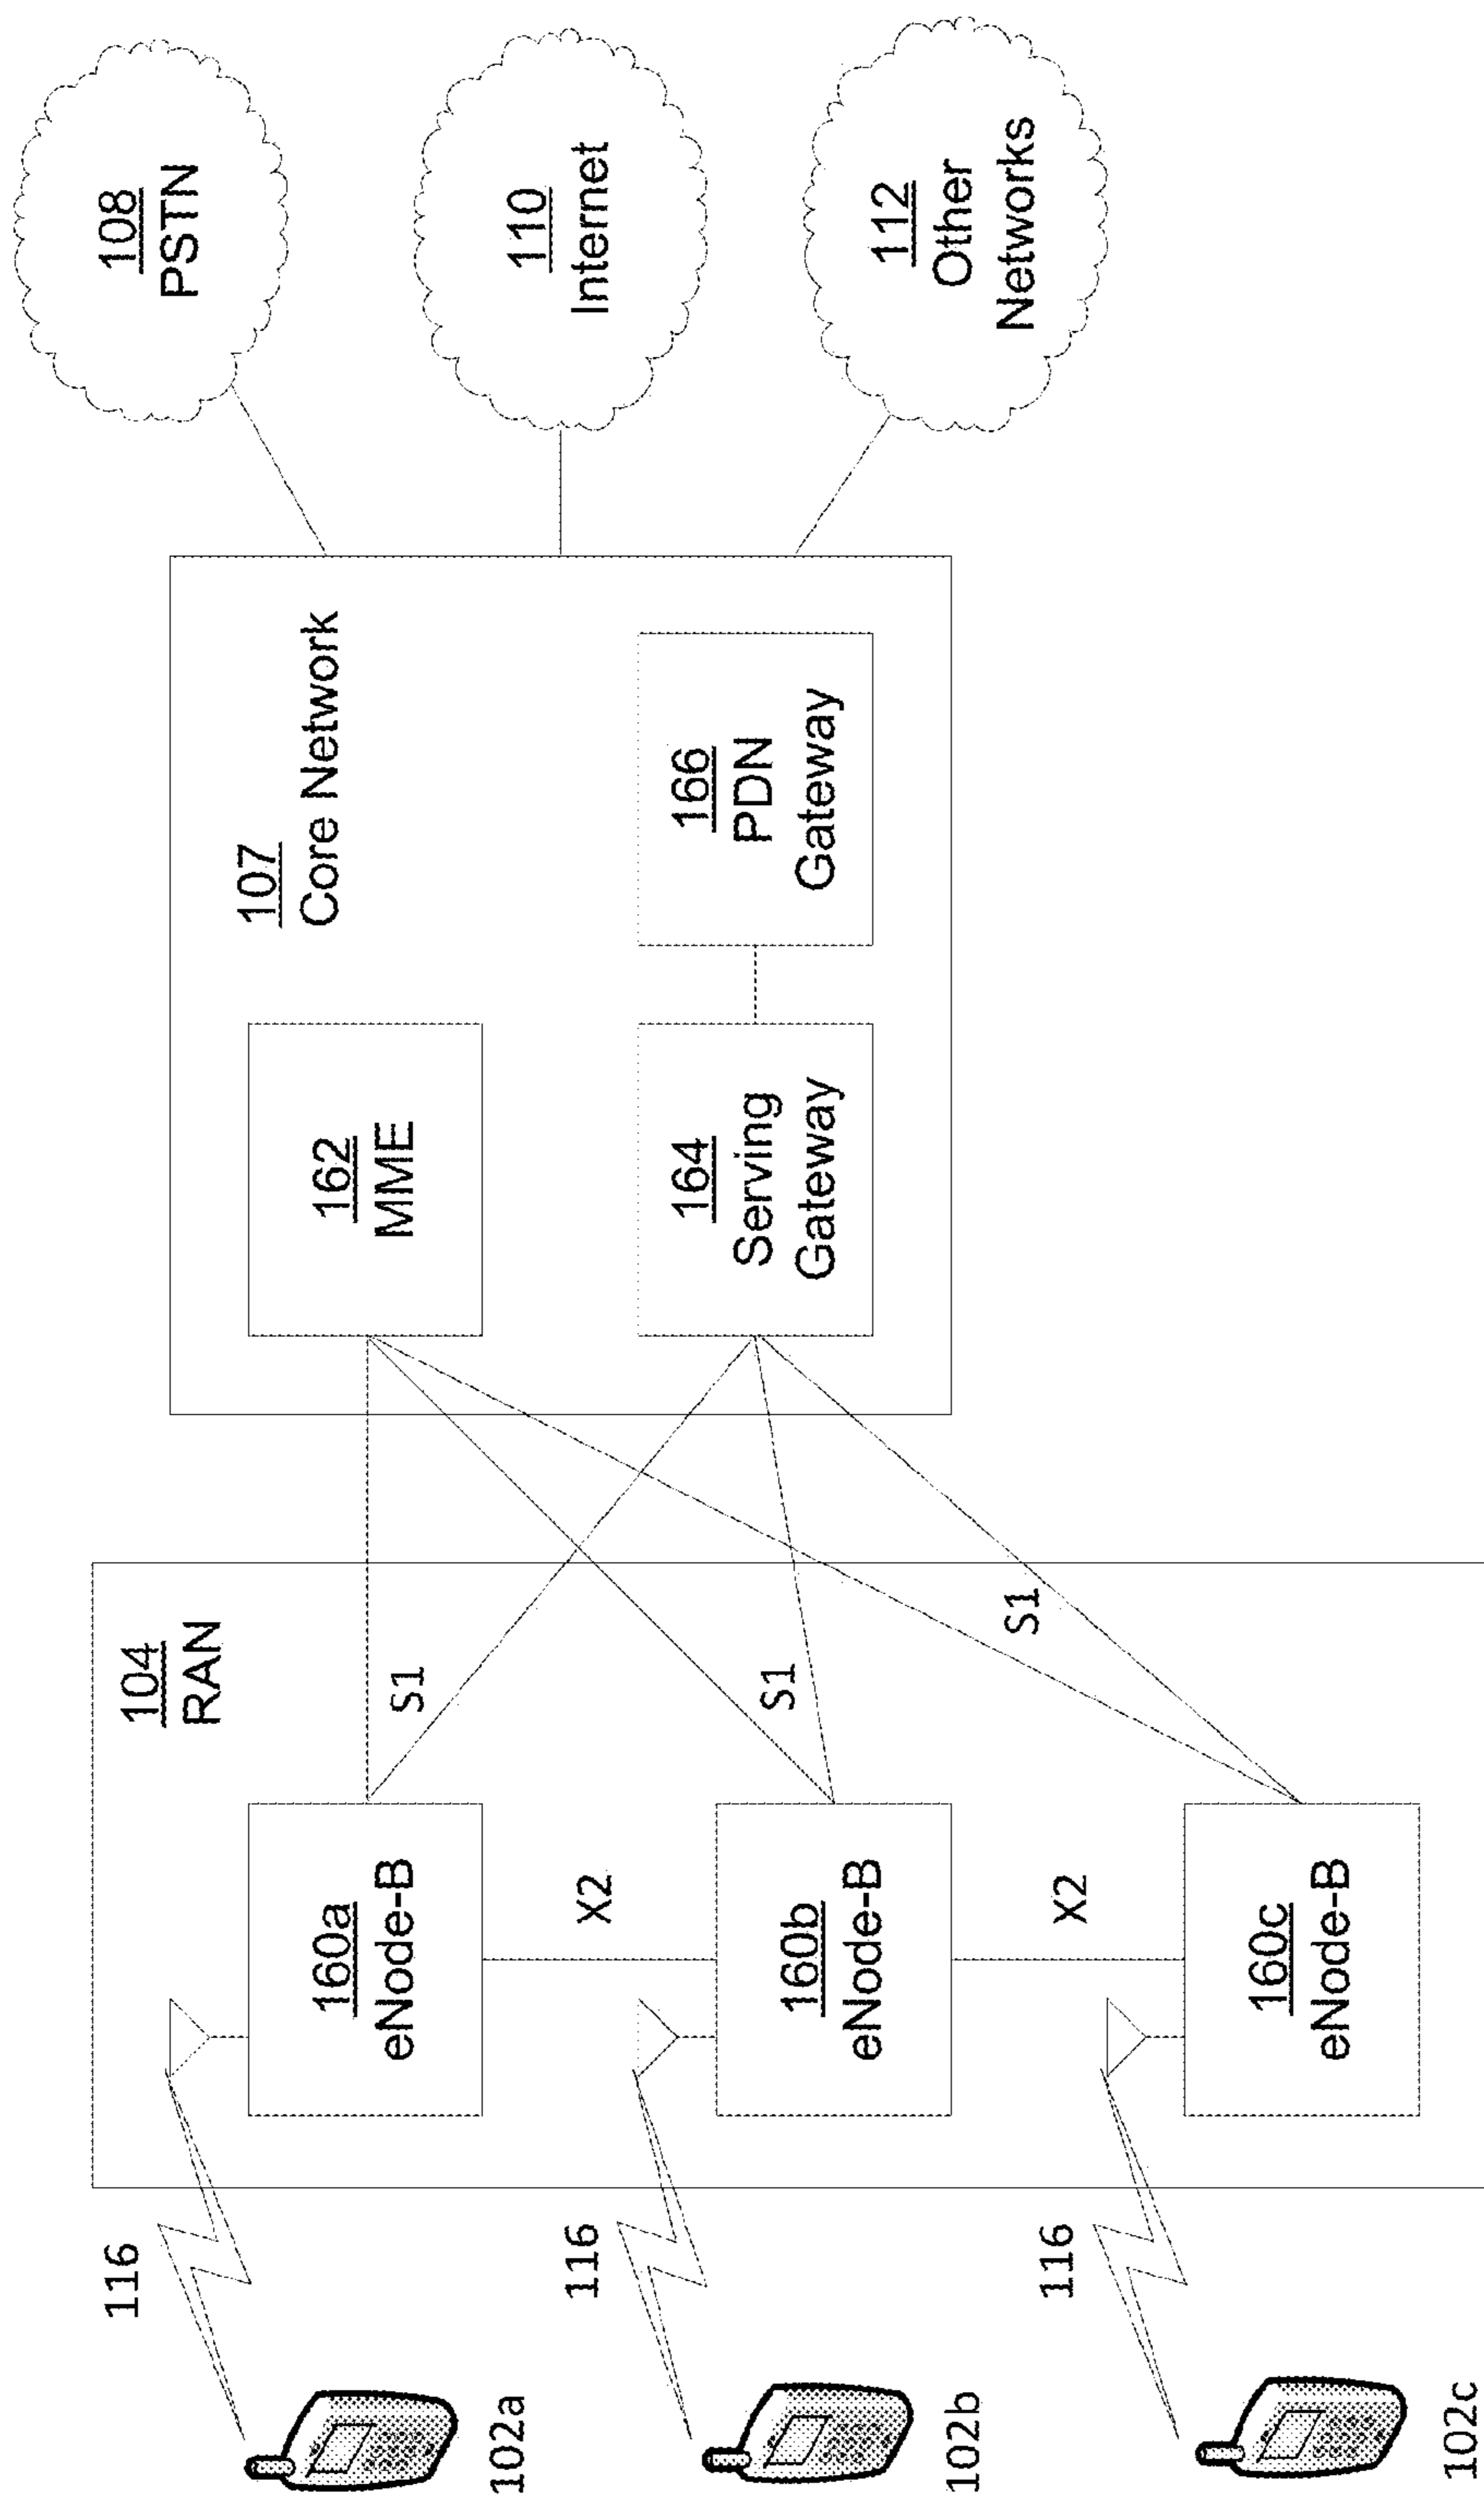 102a
116
160a
eNode-B
104
RAN
S1
X2
102b
116
160b
eNode-B
S1
X2
102c
116
160c
eNode-B
S1
107
Core Network
162
MME
164
Serving
Gateway
166
PDN
Gateway
108
PSTN
110
Internet
112
Other
Networks